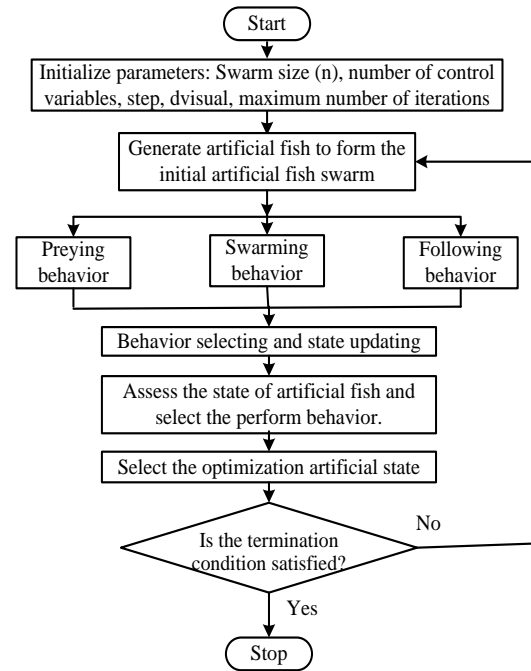 Start
Initialize parameters: Swarm size (n), number of control
variables, step, dvisual, maximum number of iterations
Generate artificial fish to form the
initial artificial fish swarm
Preying
behavior
Swarming
behavior
Following
behavior
Behavior selecting and state updating
Assess the state of artificial fish and
select the perform behavior.
Select the optimization artificial state
Is the termination
condition satisfied?
No
Yes
Stop